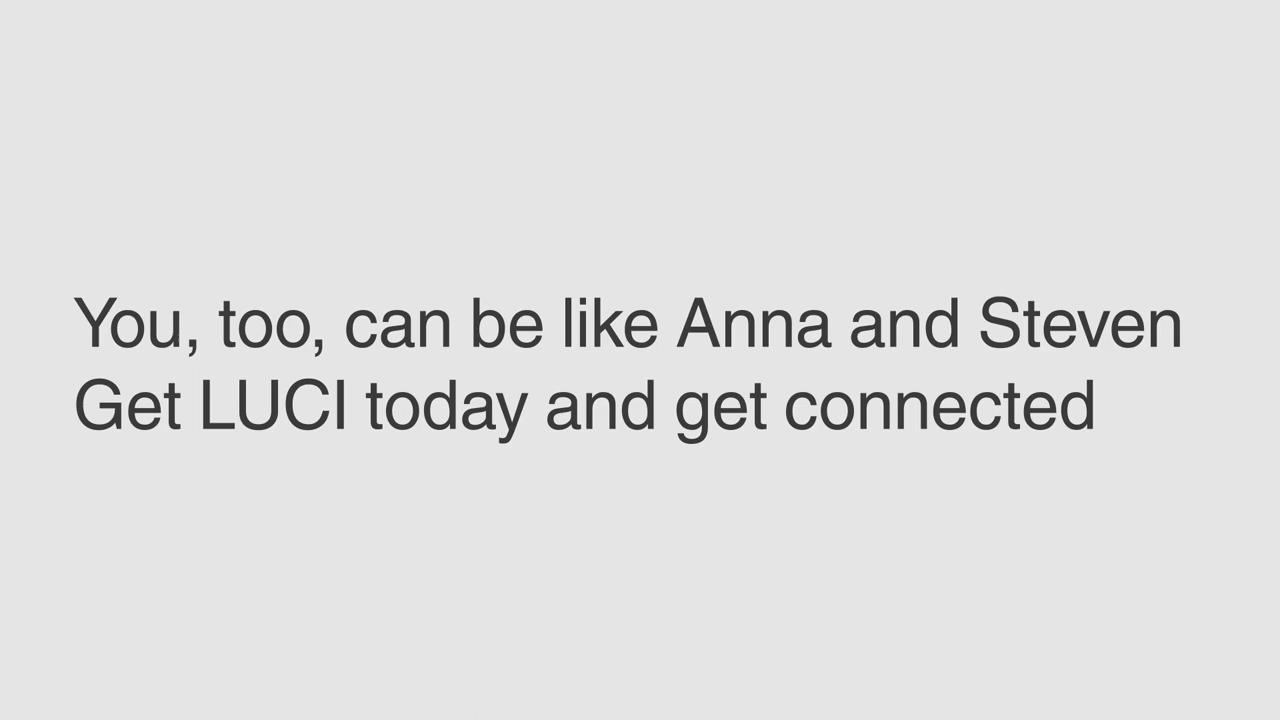 You, too, can be like Anna and Steven
Get LUCI today and get connected